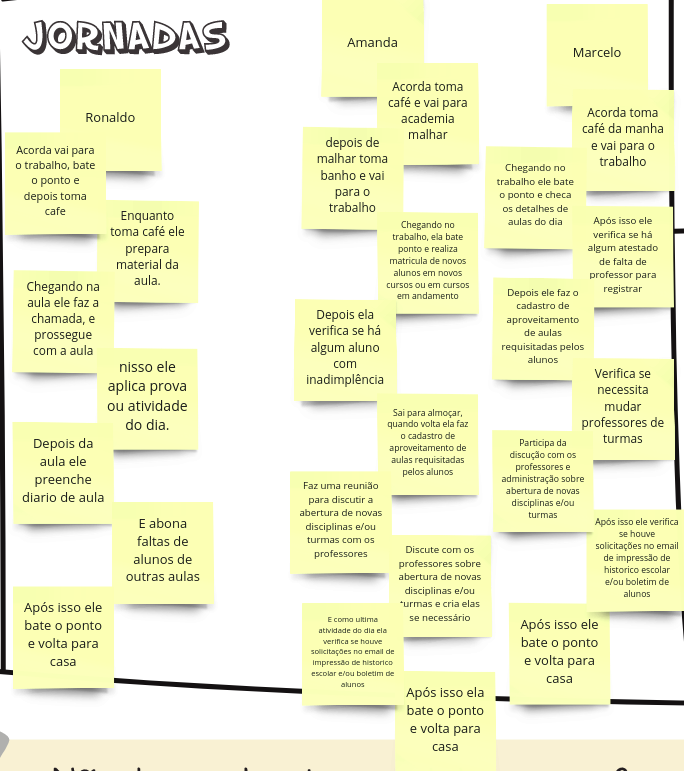 JORNADAS
Ronaldo
Acorda vai para
o trabalho, bate
o ponto e
depois toma
cafe
Enquanto
toma café ele
prepara
material da
aula.
Chegando na
aula ele faz a
chamada, e
prossegue
com a aula
nisso ele
aplica prova
ou atividade
do dia.
Depois da
aula ele
preenche
diario de aula
E abona
faltas de
alunos de
outras aulas
Após isso ele
bate o ponto
e volta para
casa
Amanda
Acorda toma
café e vai para
academia
malhar
depois de
malhar toma
banho e vai
para o
trabalho
Chegando no
trabalho, ela bate
ponto e realiza
matricula de novos
alunos em novos
cursos ou em cursos
em andamento
Depois ela
verifica se há
algum aluno
com
inadimplência
Sai para almoçar,
quando volta ela faz
o cadastro de
aproveitamento de
aulas requisitadas
pelos alunos
Faz uma reunião
para discutir a
abertura de novas
disciplinas e/ou
turmas com os
professores
Discute com os
professores sobre
abertura de novas
disciplinas e/ou
turmas e cria elas
se necessário
E como ultima
atividade do dia ela
verifica se houve
solicitações no email de
impressão de historico
escolar e/ou boletim de
alunos
Após isso ela
bate o ponto
e volta para
casa
Marcelo
Acorda toma
café da manha
e vai para o
trabalho
Chegando no
trabalho ele bate
o ponto e checa
os detalhes de
aulas do dia
Após isso ele
verifica se há
algum atestado
de falta de
professor para
registrar
Depois ele faz o
cadastro de
aproveitamento
de aulas
requisitadas pelos
alunos
Verifica se
necessita
mudar
professores de
turmas
Participa da
discução com os
professores e
administração sobre
abertura de novas
disciplinas e/ou
turmas
Após isso ele verifica
se houve
solicitações no email
de impressão de
historico escolar
e/ou boletim de
alunos
Após isso ele
bate o ponto
e volta para
casa